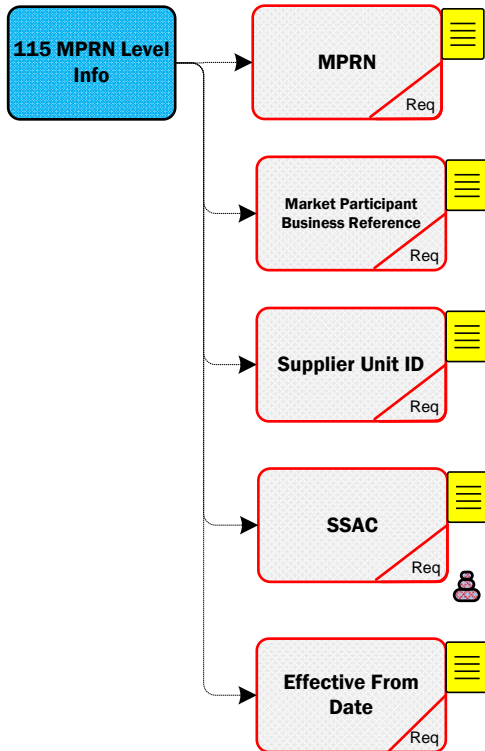 115 MPRN Level
Info
MPRN
Req
Market Participant
Business Reference
Req
Supplier Unit ID
Req
SSAC
Req
Effective From
Date
Req